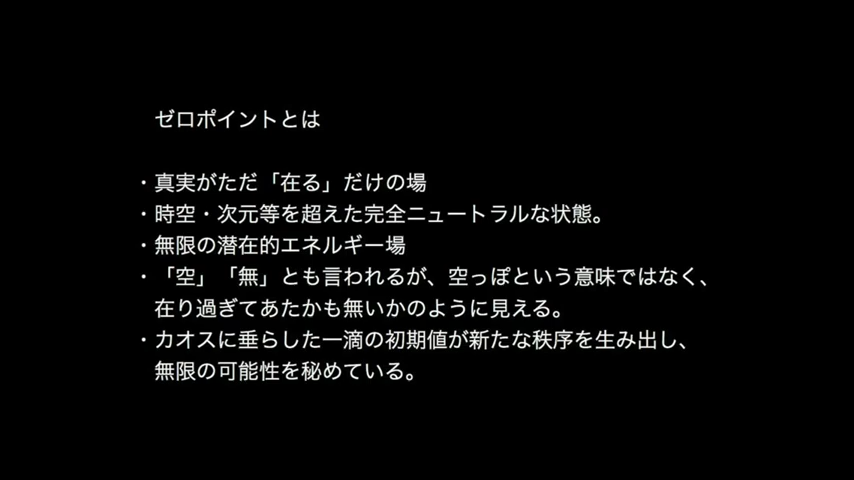 ゼロポイントとは
・真実がただ「在る」だけの場
・時空・次元等を超えた完全ニュートラルな状態。
・無限の潜在的エネルギー場
・「空」「無」とも言われるが、空っぽという意味ではなく、
在り過ぎてあたかも無いかのように見える。
・カオスに垂らした一滴の初期値が新たな秩序を生み出し、
無限の可能性を秘めている。